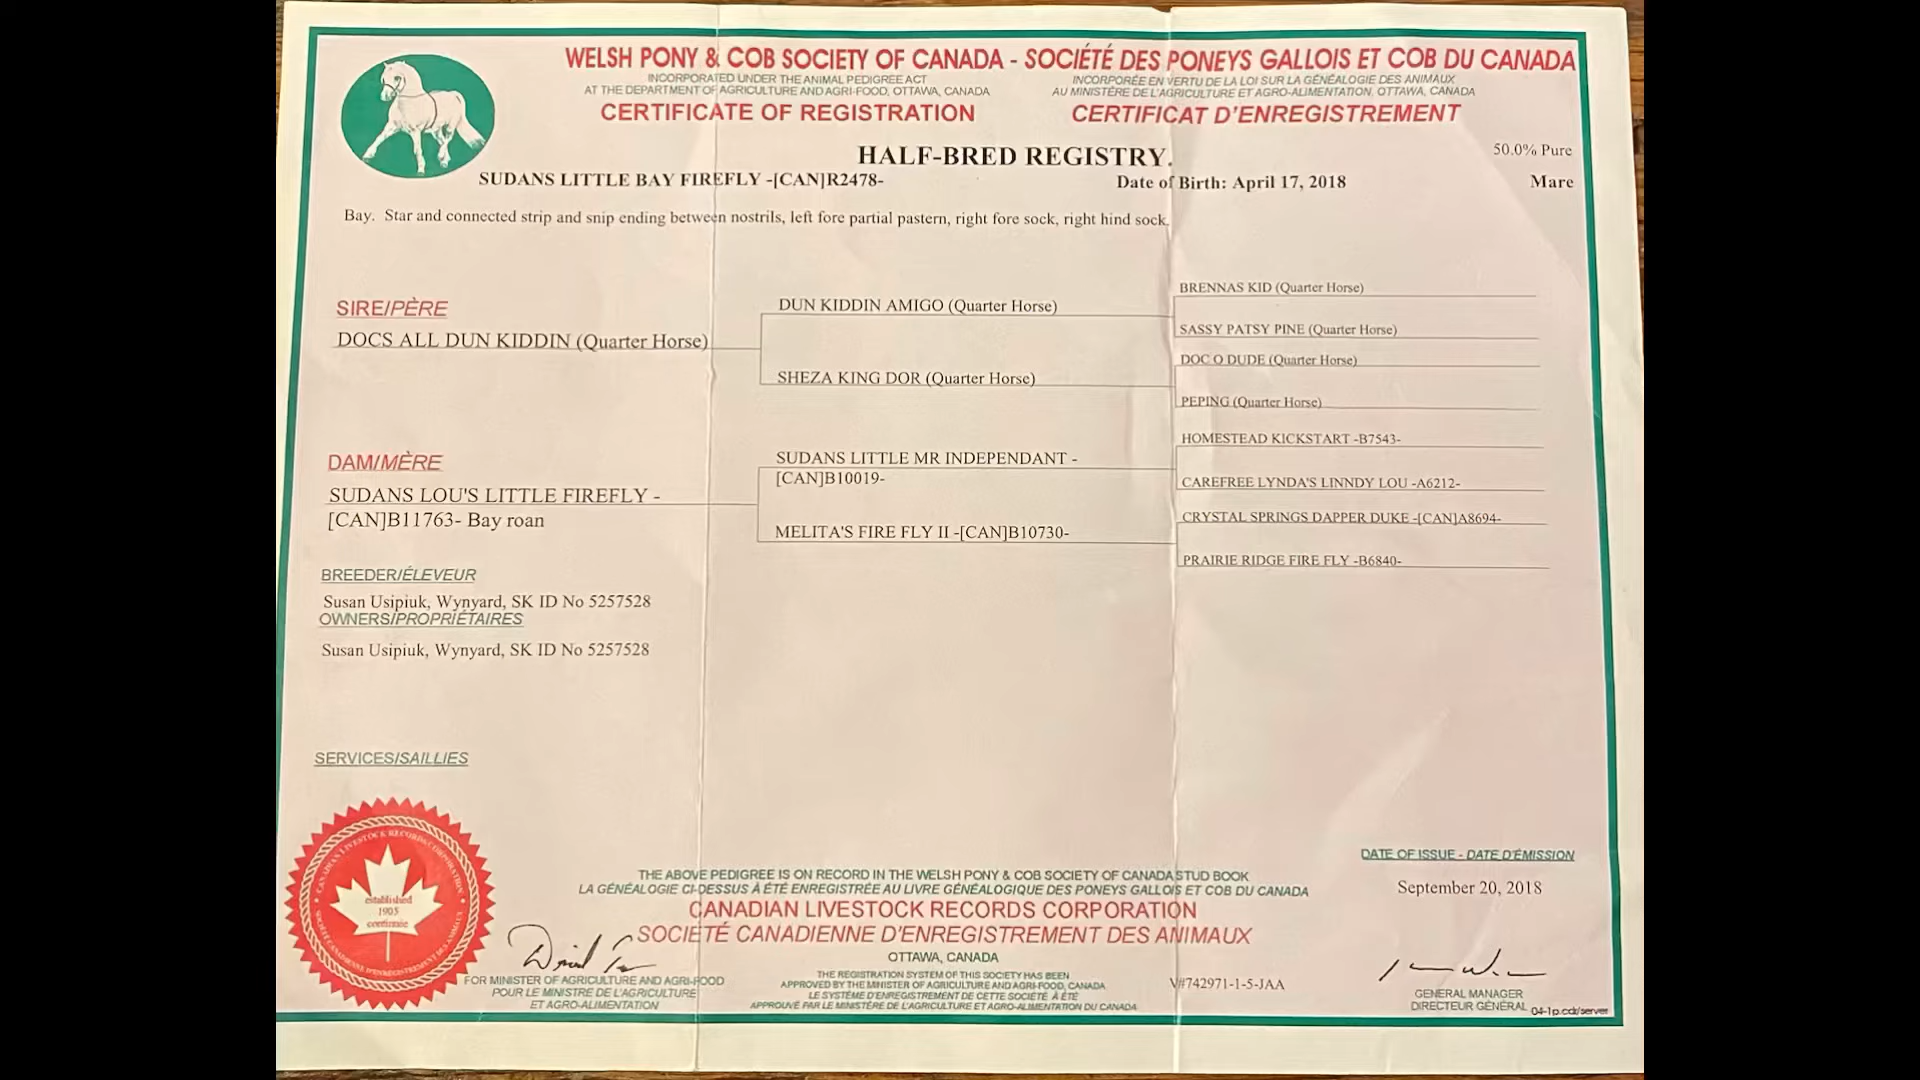 WELSH PONY & COB SOCIETY OF CANADA - SOCIÉTÉ DES PONEYS GALLOIS ET COB DU CANADA
INCORPORATED UNDER THE ANIMAL PEDIGREE ACT
AT THE DEPARTMENT OF AGRICULTURE AND AGRI-FOOD, OTTAWA, CANADA
INCORPORÉE EN VERTU DE LA LOI SUR LA GÉNÉALOGIE DES ANIMAUX
AU MINISTÈRE DE L'AGRICULTURE ET AGRO-ALIMENTATION, OTTAWA, CANADA
CERTIFICATE OF REGISTRATION
CERTIFICAT D'ENREGISTREMENT
HALF-BRED REGISTRY.
50.0% Pure
SUDANS LITTLE BAY FIREFLY -[CAN]R2478-
Date of Birth: April 17, 2018
Mare
Bay. Star and connected strip and snip ending between nostrils, left fore partial pastern, right fore sock, right hind sock.
SIRE/PÈRE
DOCS ALL DUN KIDDIN (Quarter Horse)
DUN KIDDIN AMIGO (Quarter Horse)
SHEZA KING DOR (Quarter Horse)
BRENNAS KID (Quarter Horse)
SASSY PATSY PINE (Quarter Horse)
DOC O DUDE (Quarter Horse)
PEPING (Quarter Horse)
DAM/MÈRE
SUDANS LOU'S LITTLE FIREFLY -
[CAN]B11763- Bay roan
SUDANS LITTLE MR INDEPENDANT -
[CAN]B10019-
MELITA'S FIRE FLY II -[CAN]B10730-
HOMESTEAD KICKSTART -B7543-
CAREFREE LYNDA'S LINNDY LOU -A6212-
CRYSTAL SPRINGS DAPPER DUKE -[CAN]A8694-
PRAIRIE RIDGE FIRE FLY -B6840-
BREEDER/ÉLEVEUR
Susan Usipiuk, Wynyard, SK ID No 5257528
OWNERS/PROPRIÉTAIRES
Susan Usipiuk, Wynyard, SK ID No 5257528
SERVICES/SAILLIES
CANADIAN LIVESTOCK RECORDS CORPORATION
SOCIÉTÉ CANADIENNE D'ENREGISTREMENT DES ANIMAUX
established
1905
constituée
DATE OF ISSUE - DATE D'ÉMISSION
September 20, 2018
THE ABOVE PEDIGREE IS ON RECORD IN THE WELSH PONY & COB SOCIETY OF CANADA STUD BOOK
LA GÉNÉALOGIE CI-DESSUS À ÉTÉ ENREGISTRÉE AU LIVRE GÉNÉALOGIQUE DES PONEYS GALLOIS ET COB DU CANADA
CANADIAN LIVESTOCK RECORDS CORPORATION
SOCIÉTÉ CANADIENNE D'ENREGISTREMENT DES ANIMAUX
OTTAWA, CANADA
FOR MINISTER OF AGRICULTURE AND AGRI-FOOD
POUR LE MINISTRE DE L'AGRICULTURE
ET AGRO-ALIMENTATION
THE REGISTRATION SYSTEM OF THIS SOCIETY HAS BEEN
APPROVED BY THE MINISTER OF AGRICULTURE AND AGRI-FOOD, CANADA
LE SYSTÈME D'ENREGISTREMENT DE CETTE SOCIÉTÉ À ÉTÉ
APPROUVÉ PAR LE MINISTÈRE DE L'AGRICULTURE ET AGRO-ALIMENTATION DU CANADA
V#742971-1-5-JAA
GENERAL MANAGER
DIRECTEUR GÉNÉRAL
04-1p.cdr/server